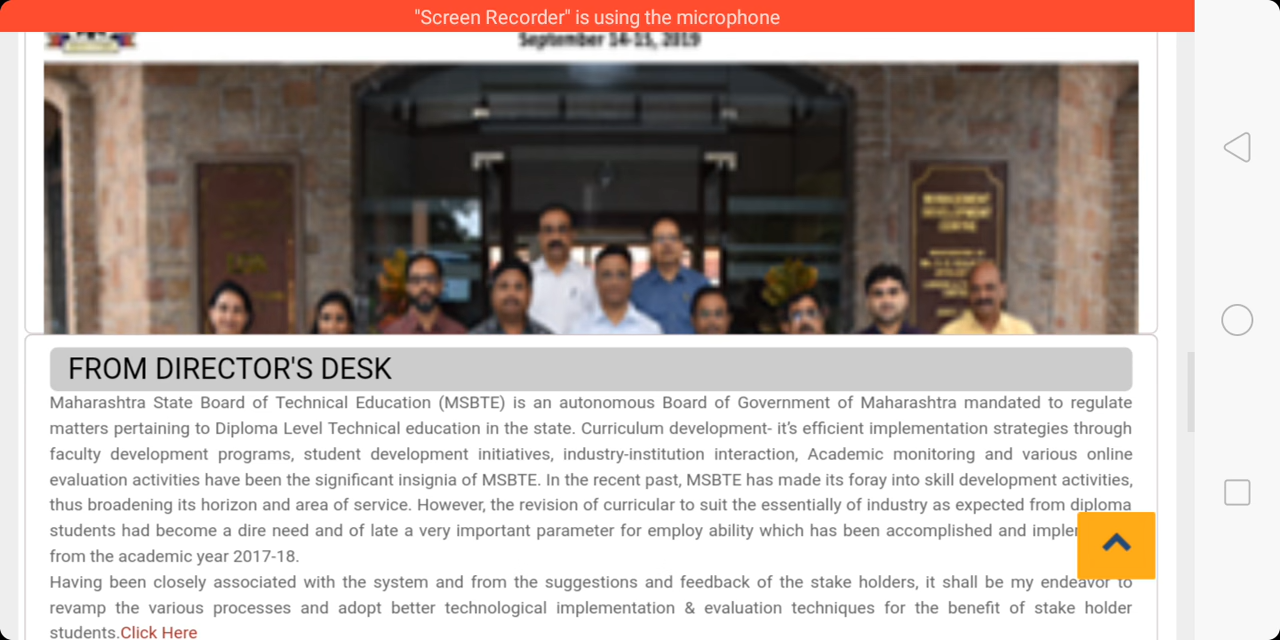 "Screen Recorder" is using the microphone
September 14-15, 2019
MANAGEMENT
DEVELOPMENT
CENTRE
FROM DIRECTOR'S DESK
Maharashtra State Board of Technical Education (MSBTE) is an autonomous Board of Government of Maharashtra mandated to regulate
matters pertaining to Diploma Level Technical education in the state. Curriculum development- it's efficient implementation strategies through
faculty development programs, student development initiatives, industry-institution interaction, Academic monitoring and various online
evaluation activities have been the significant insignia of MSBTE. In the recent past, MSBTE has made its foray into skill development activities,
thus broadening its horizon and area of service. However, the revision of curricular to suit the essentially of industry as expected from diploma
students had become a dire need and of late a very important parameter for employ ability which has been accomplished and imple
from the academic year 2017-18.
Having been closely associated with the system and from the suggestions and feedback of the stake holders, it shall be my endeavor to
revamp the various processes and adopt better technological implementation & evaluation techniques for the benefit of stake holder
students.Click Here